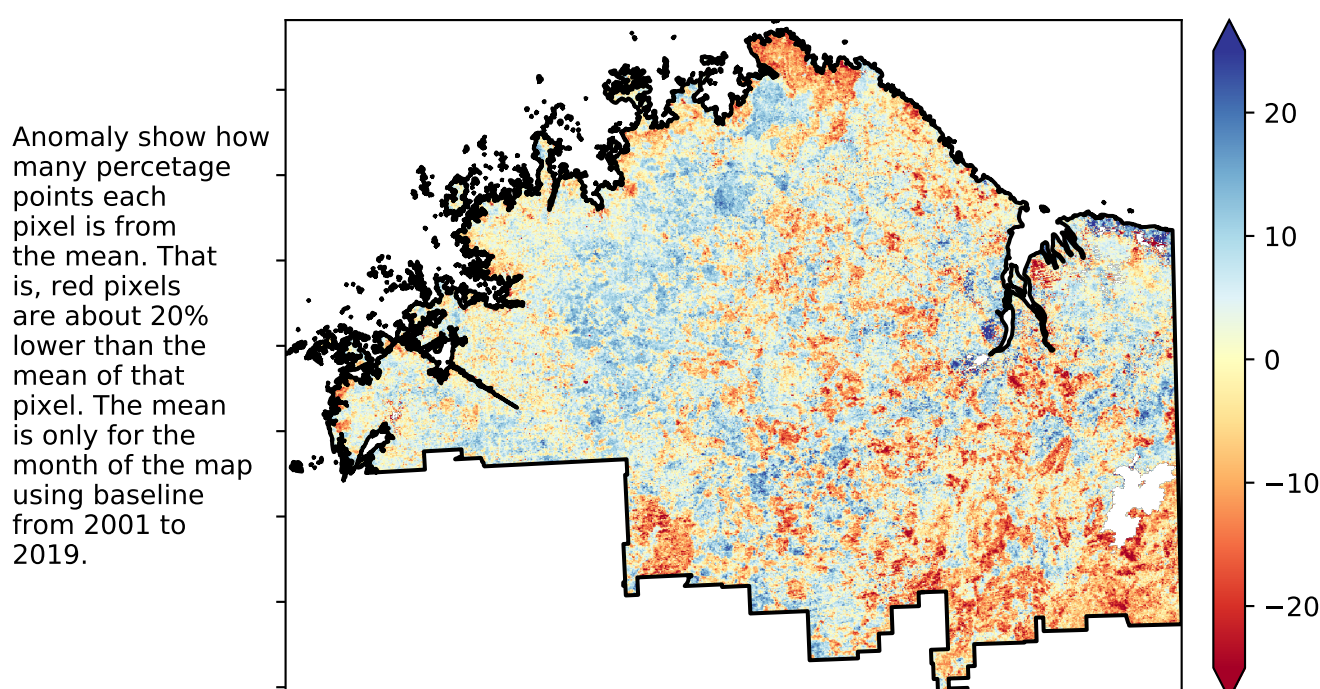 Anomaly show how
many percetage
points each
pixel is from
the mean. That
is, red pixels
are about 20%
lower than the
mean of that
pixel. The mean
is only for the
month of the map
using baseline
from 2001 to
2019.
20
10
0
−10
−20